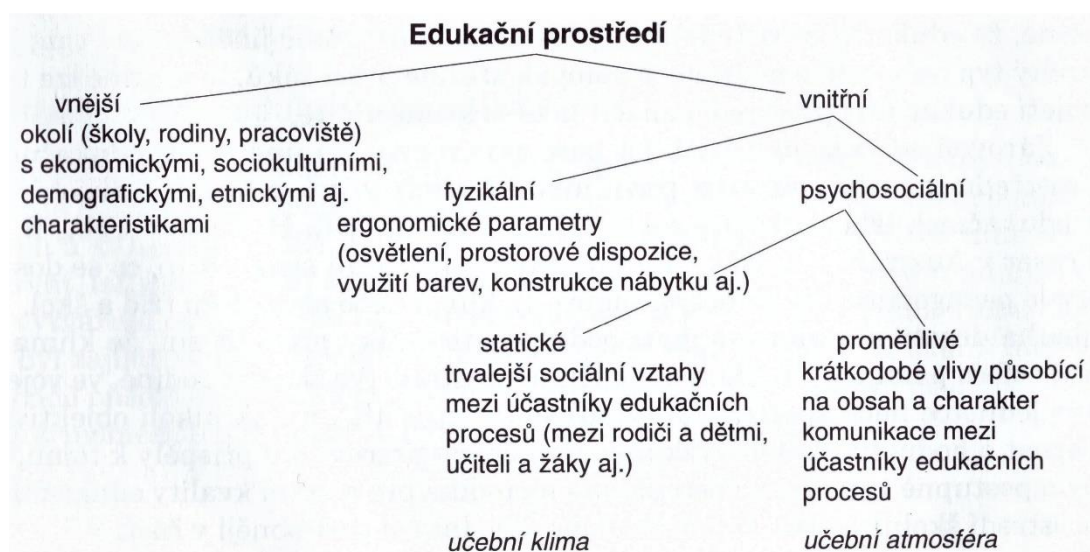 Edukační prostředí
vnější
okolí (školy, rodiny, pracoviště)
s ekonomickými, sociokulturními,
demografickými, etnickými aj.
charakteristikami
vnitřní
fyzikální
ergonomické parametry
(osvětlení, prostorové dispozice,
využití barev, konstrukce nábytku aj.)
psychosociální
statické
trvalejší sociální vztahy
mezi účastníky edukačních
procesů (mezi rodiči a dětmi,
učiteli a žáky aj.)
učební klima
proměnlivé
krátkodobé vlivy působící
na obsah a charakter
komunikace mezi
účastníky edukačních
procesů
učební atmosféra